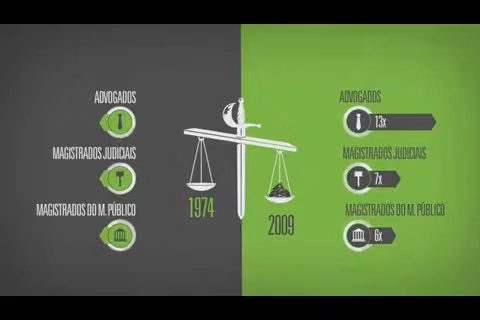 ADVOGADOS
MAGISTRADOS JUDICIAIS
MAGISTRADOS DO M. PÚBLICO
1974
2009
ADVOGADOS
13x
MAGISTRADOS JUDICIAIS
7x
MAGISTRADOS DO M. PÚBLICO
6x